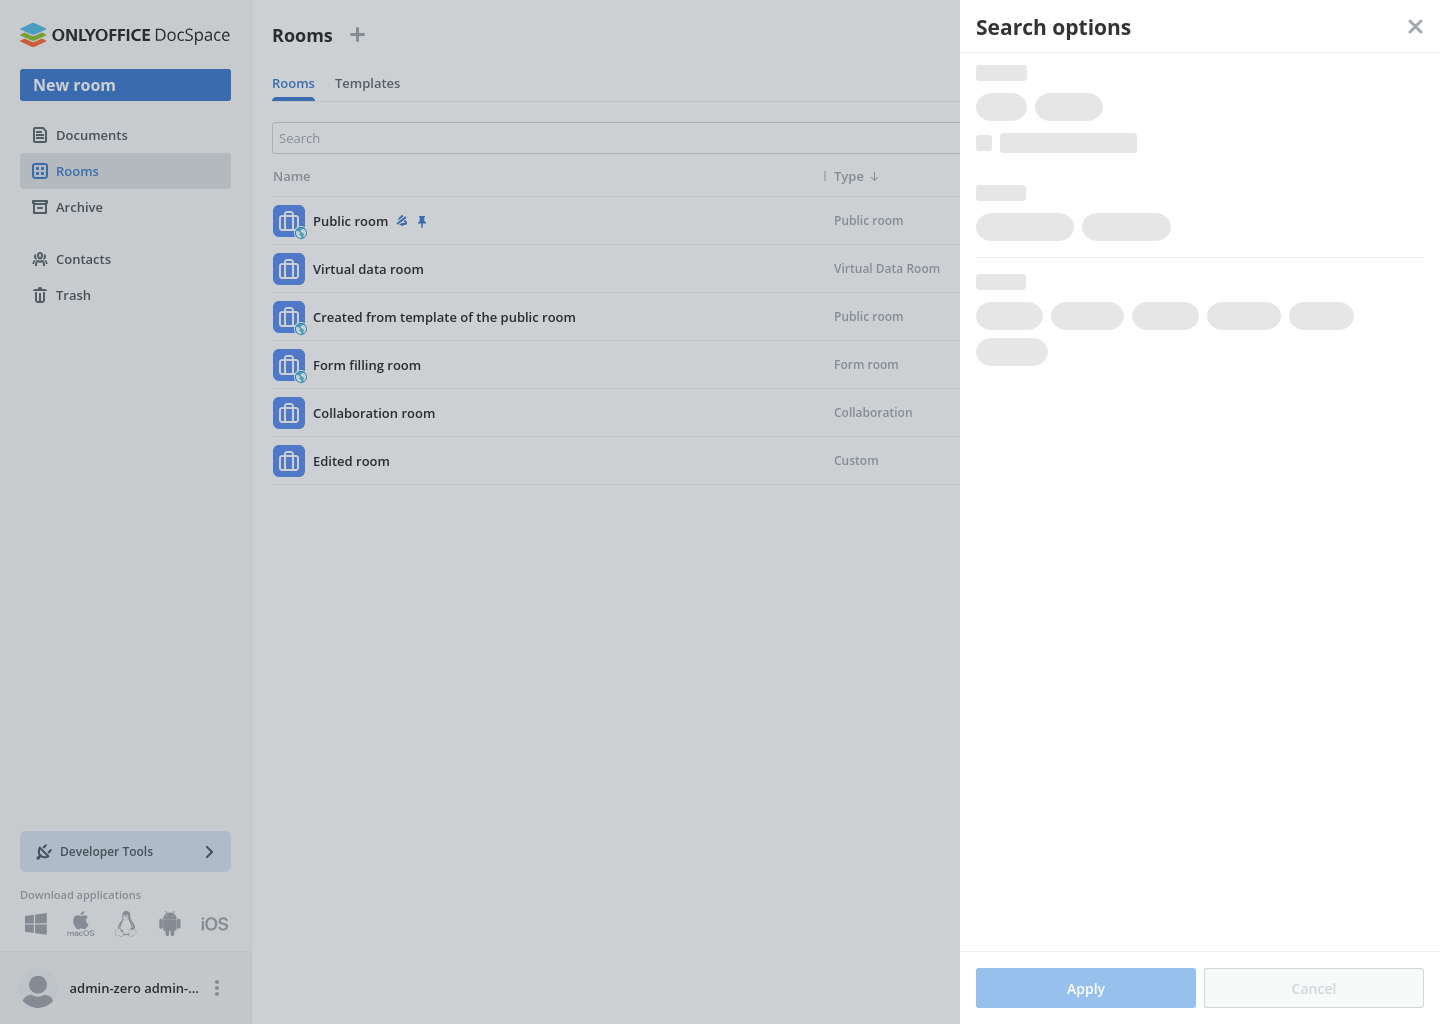 ONLYOFFICE DocSpace
New room
Documents
Rooms
Archive
Contacts
Trash
Developer Tools
Download applications
macOS
iOS
admin-zero admin-...
Rooms
Rooms Templates
Search
Name Type
Public room Public room
Virtual data room Virtual Data Room
Created from template of the public room Public room
Form filling room Form room
Collaboration room Collaboration
Edited room Custom
Search options
Apply Cancel